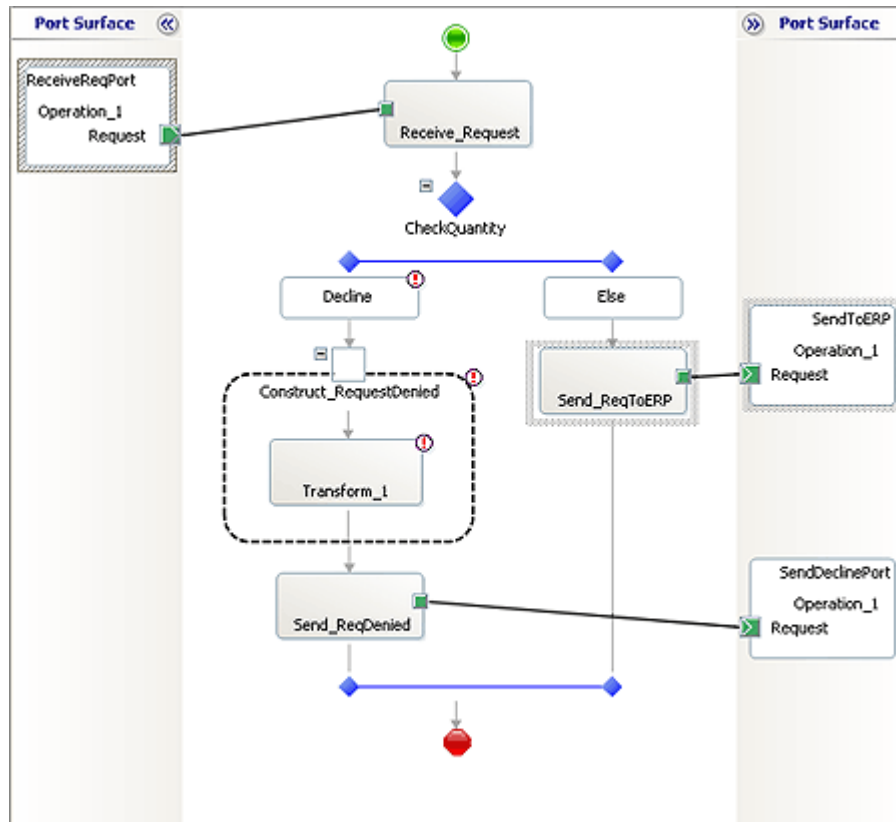 Port Surface
Port Surface
ReceiveReqPort
Operation_1
Request
Receive_Request
CheckQuantity
Decline
Else
SendToERP
Operation_1
Request
Construct_RequestDenied
Send_ReqToERP
Transform_1
SendDeclinePort
Operation_1
Request
Send_ReqDenied